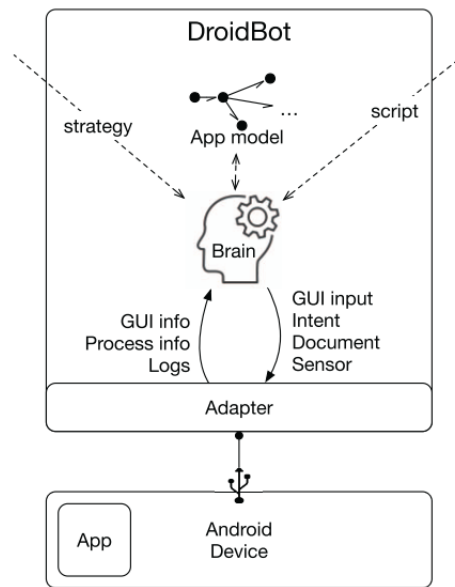 DroidBot
strategy
script
...
App model
Brain
GUI info
Process info
Logs
GUI input
Intent
Document
Sensor
Adapter
App
Android
Device